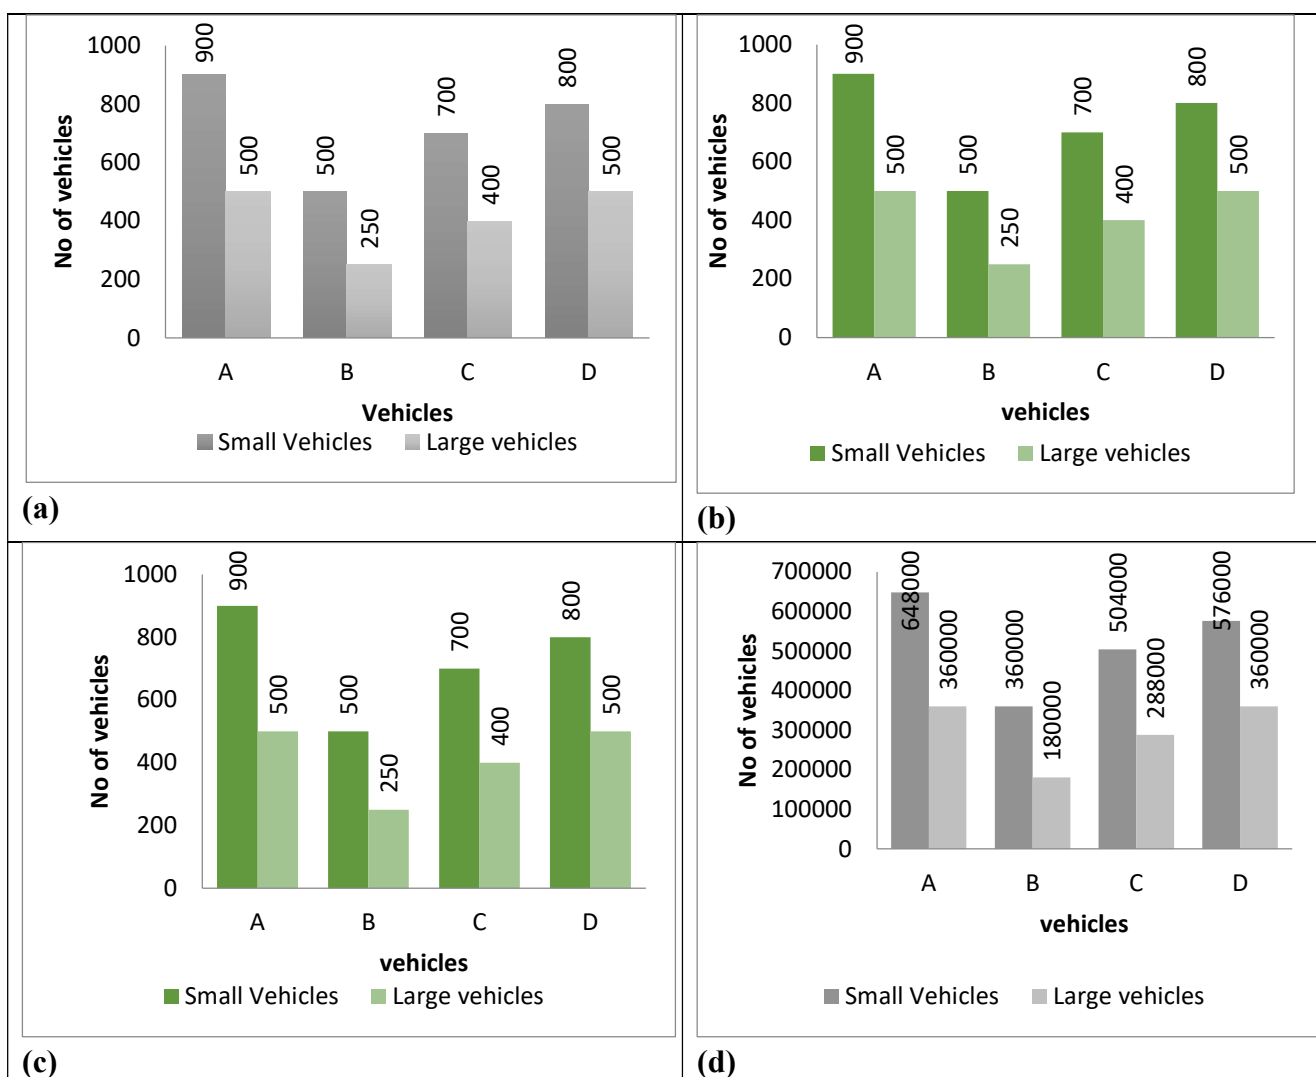 1000
800
600
400
200
0
No of vehicles
900
500
500
250
700
400
800
500
A B C D
Vehicles
Small Vehicles Large vehicles
(a)
1000
800
600
400
200
0
No of vehicles
900
500
500
250
700
400
800
500
A B C D
vehicles
Small Vehicles Large vehicles
(b)
1000
800
600
400
200
0
No of vehicles
900
500
500
250
700
400
800
500
A B C D
vehicles
Small Vehicles Large vehicles
(c)
700000
600000
500000
400000
300000
200000
100000
0
No of vehicles
648000
360000
360000
180000
504000
288000
576000
360000
A B C D
vehicles
Small Vehicles Large vehicles
(d)